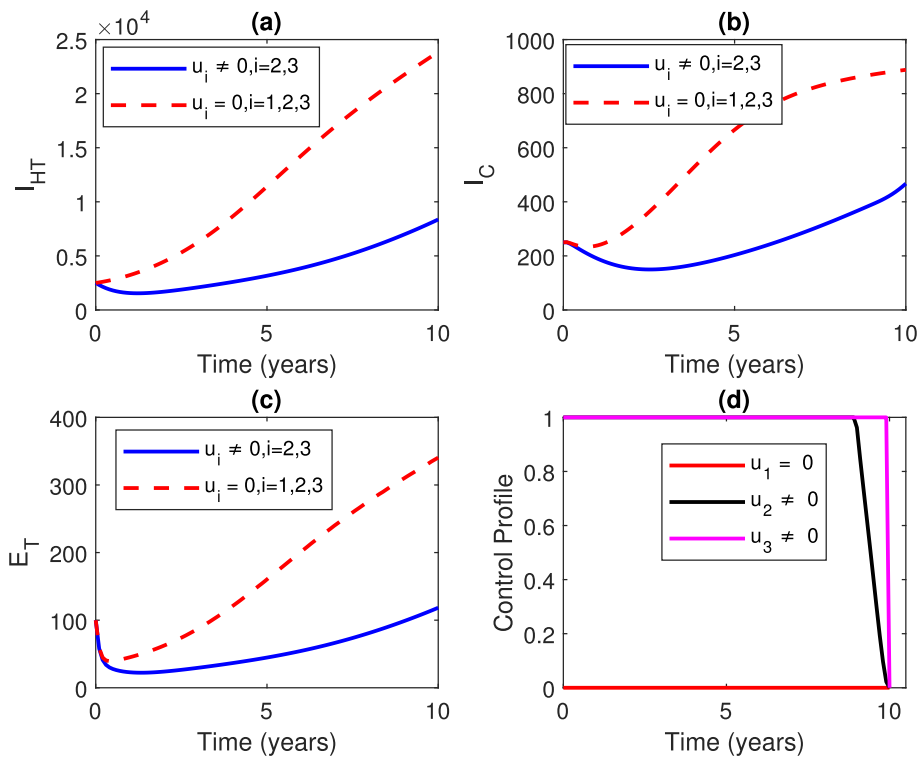 (a)
×10⁴
2.5
2
1.5
1
0.5
0
I_HT
u_i ≠ 0,i=2,3
u_i = 0,i=1,2,3
0 5 10
Time (years)
(b)
1000
800
600
400
200
0
I_C
u_i ≠ 0,i=2,3
u_i = 0,i=1,2,3
0 5 10
Time (years)
(c)
400
300
200
100
0
E_T
u_i ≠ 0,i=2,3
u_i = 0,i=1,2,3
0 5 10
Time (years)
(d)
1
0.8
0.6
0.4
0.2
0
Control Profile
u_1 = 0
u_2 ≠ 0
u_3 ≠ 0
0 5 10
Time (years)